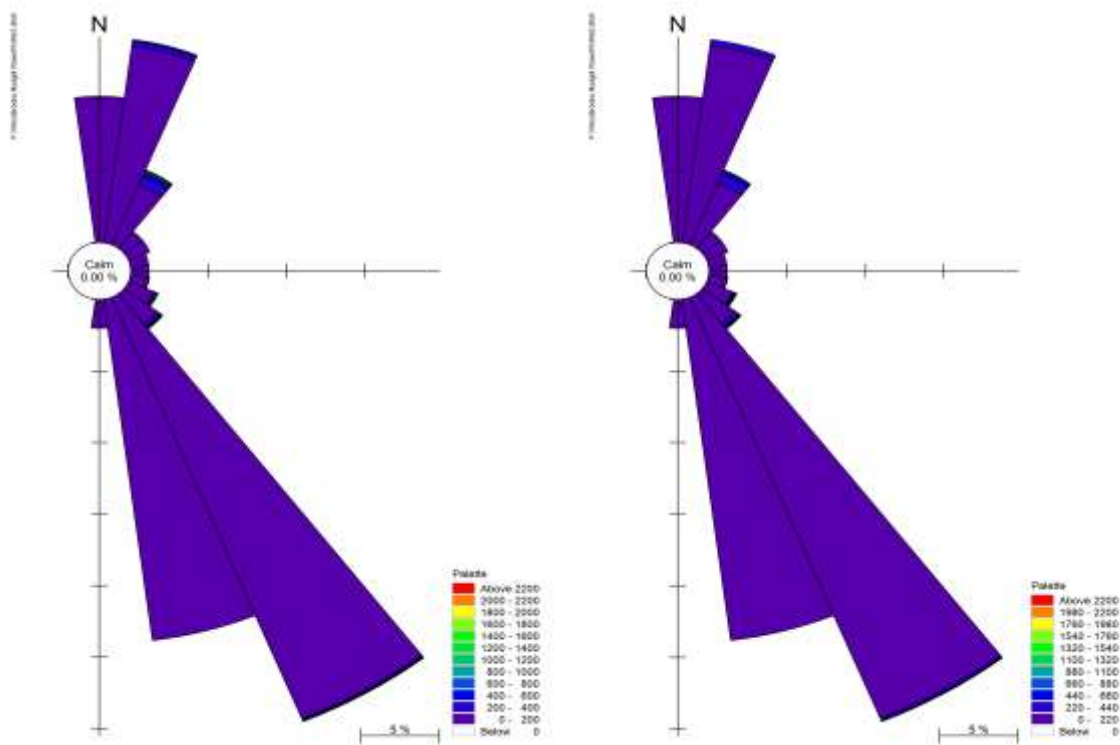 N
Calm
0.00 %
Palette
Above 2200
2000 - 2200
1800 - 2000
1600 - 1800
1400 - 1600
1200 - 1400
1000 - 1200
800 - 1000
600 - 800
400 - 600
200 - 400
0 - 200
Below 0
5 %
N
Calm
0.00 %
Palette
Above 2200
1980 - 2200
1760 - 1980
1540 - 1760
1320 - 1540
1100 - 1320
880 - 1100
660 - 880
440 - 660
220 - 440
0 - 220
Below 0
5 %